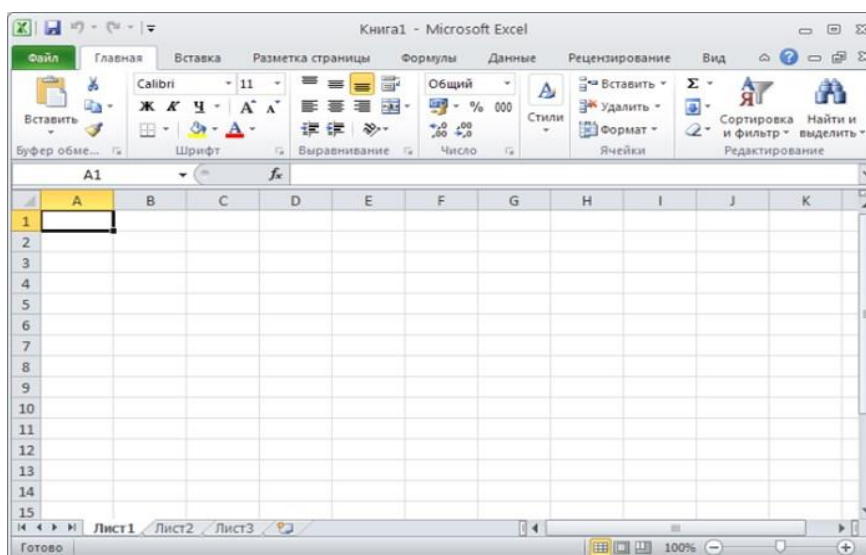 Книга1 - Microsoft Excel
Файл Главная Вставка Разметка страницы Формулы Данные Рецензирование Вид
Вставить
Буфер обме...
Calibri 11
Ж К Ч А А
А
Шрифт
Выравнивание
Общий
% 000
,00 ,00
Число
А
Стили
Вставить
Удалить
Формат
Ячейки
Σ
Сортировка и фильтр
Найти и выделить
Редактирование
A1 fx
A B C D E F G H I J K
1
2
3
4
5
6
7
8
9
10
11
12
13
14
15
Лист1 Лист2 Лист3
Готово 100%